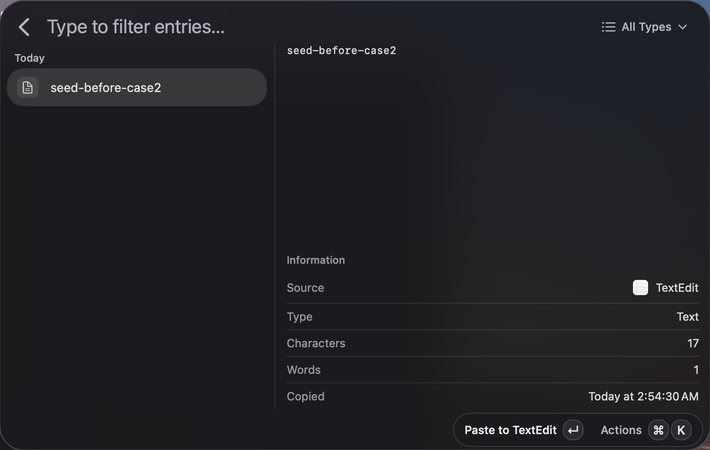 Type to filter entries...
All Types
Today
seed-before-case2
seed-before-case2
Information
Source TextEdit
Type Text
Characters 17
Words 1
Copied Today at 2:54:30 AM
Paste to TextEdit ↵ Actions ⌘ K